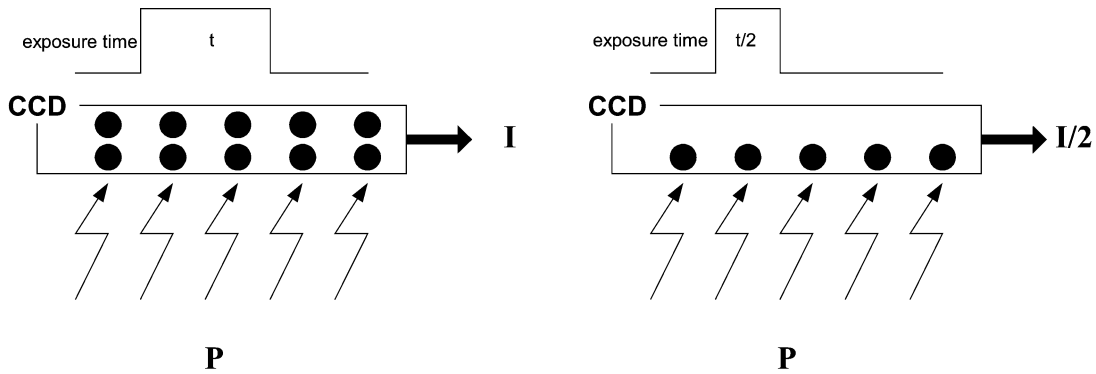 exposure time t
CCD
I
P
exposure time t/2
CCD
I/2
P